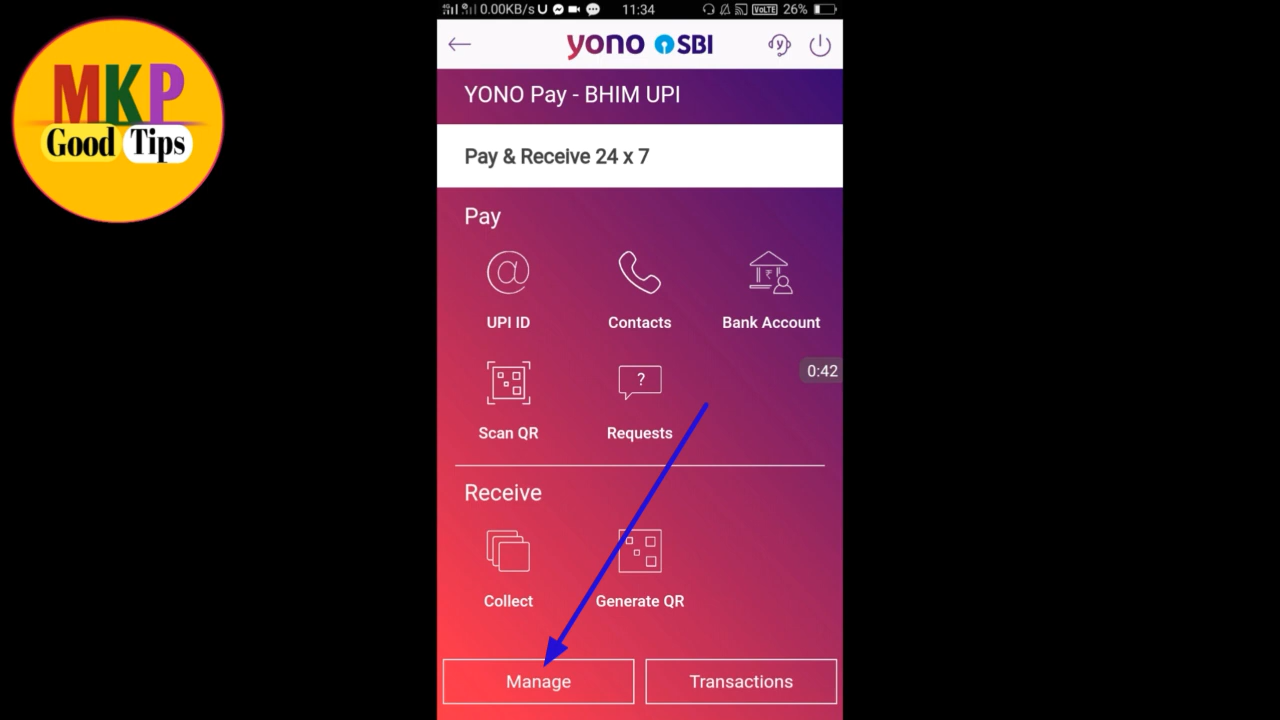 MKP
Good Tips
0.00KB/s U 11:34 VoLTE 26%
yono SBI
YONO Pay - BHIM UPI
Pay & Receive 24 x 7
Pay
UPI ID Contacts Bank Account
0:42
Scan QR Requests
Receive
Collect Generate QR
Manage Transactions